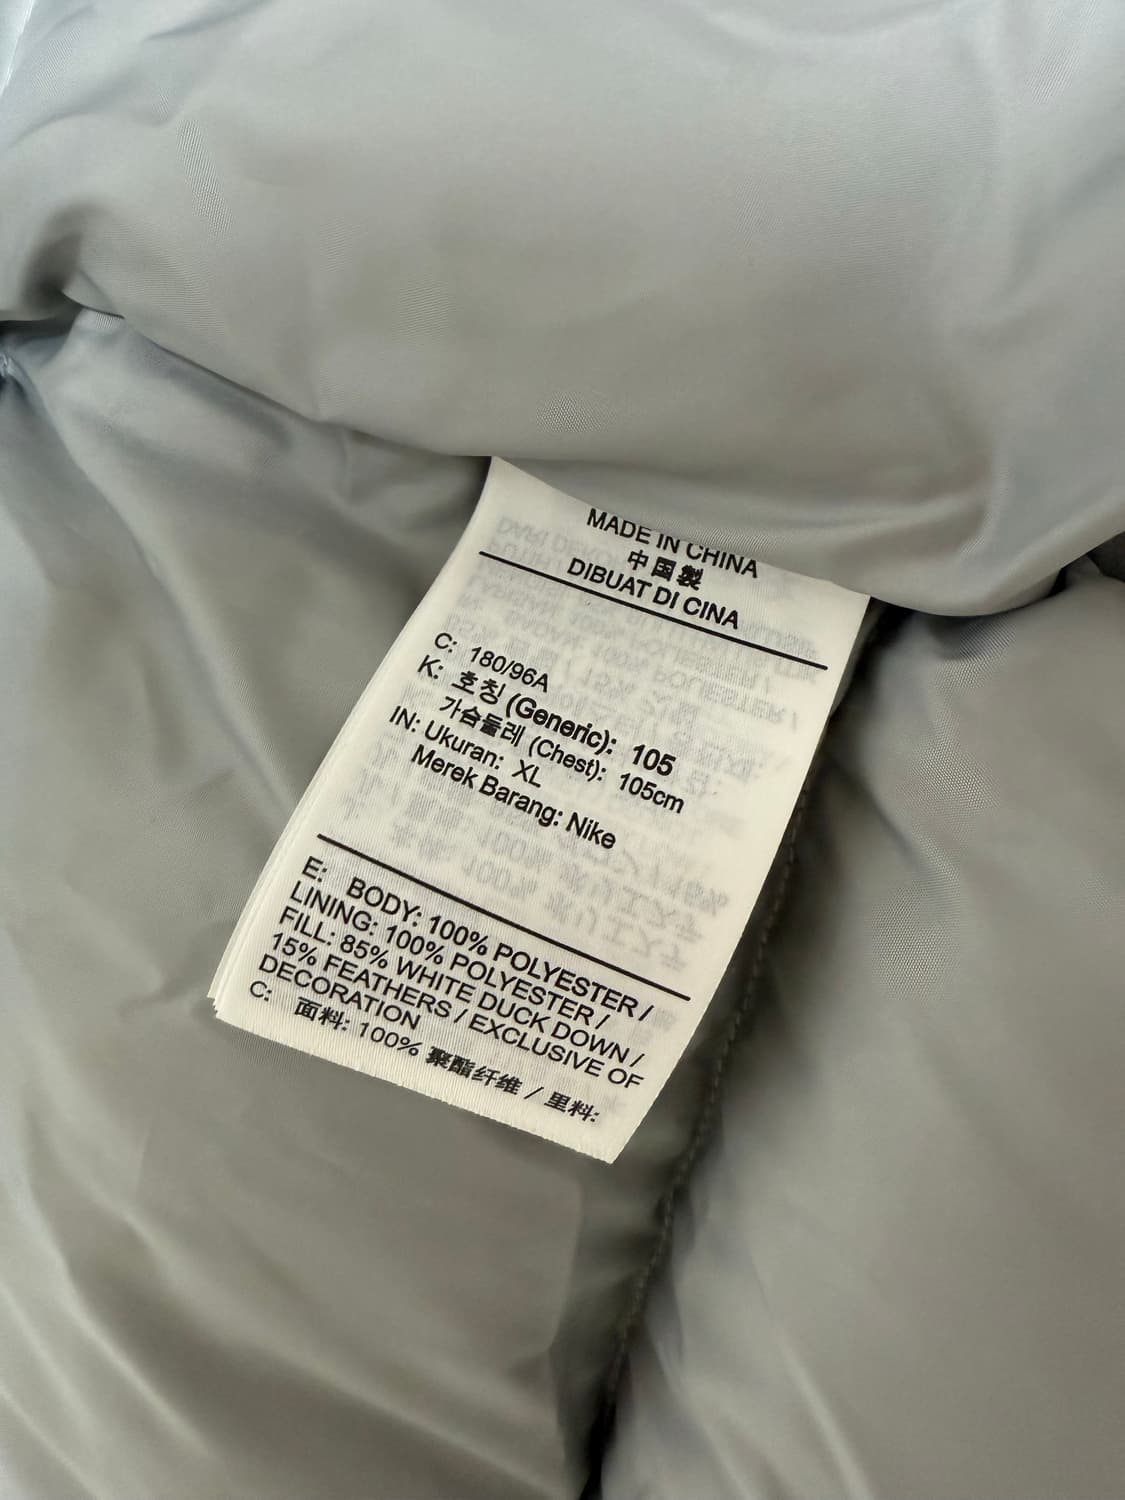 MADE IN CHINA
中国製
DIBUAT DI CINA
C: 180/96A
K: 호칭 (Generic): 105
가슴둘레 (Chest): 105cm
IN: Ukuran: XL
Merek Barang: Nike
E: BODY: 100% POLYESTER /
LINING: 100% POLYESTER /
FILL: 85% WHITE DUCK DOWN /
15% FEATHERS / EXCLUSIVE OF
DECORATION
C: 面料: 100% 聚酯纤维 / 里料: